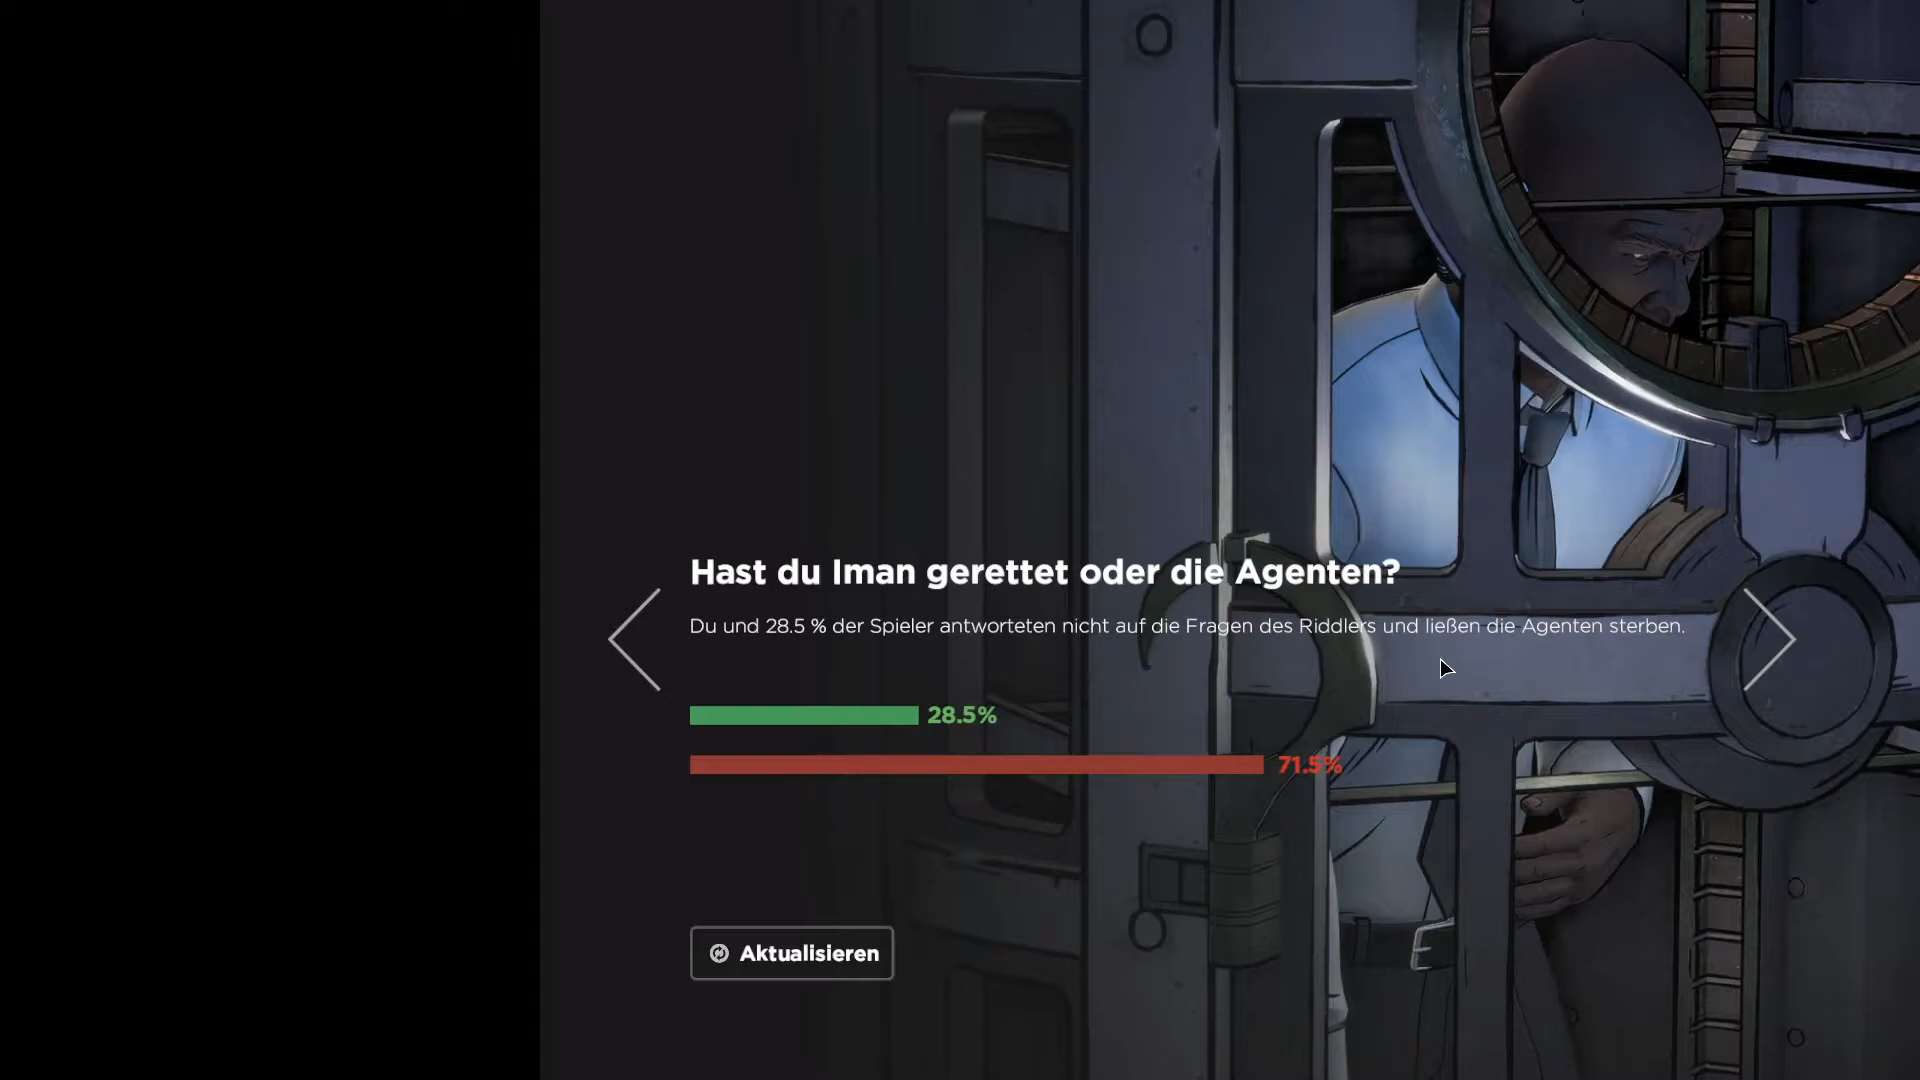 Hast du Iman gerettet oder die Agenten?
Du und 28.5 % der Spieler antworteten nicht auf die Fragen des Riddlers und ließen die Agenten sterben.
28.5%
71.5%
Aktualisieren